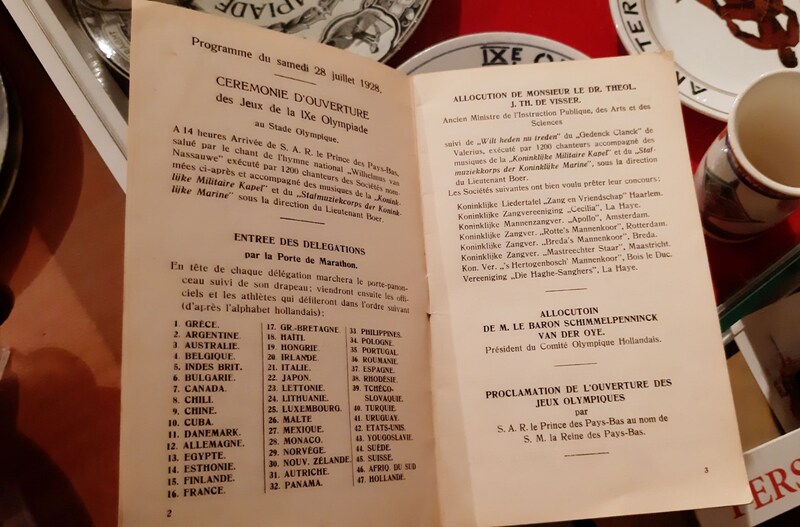 Programme du samedi 28 juillet 1928.
CEREMONIE D'OUVERTURE
des Jeux de la IXe Olympiade
au Stade Olympique.
A 14 heures Arrivée de S. A. R. le Prince des Pays-Bas,
salué par le chant de l'hymne national „Wilhelmus van
Nassauwe" exécuté par 1200 chanteurs des Sociétés nom-
mées ci-après et accompagné des musiques de la „Konink-
lijke Militaire Kapel" et du „Stafmuziekcorps der Konink-
lijke Marine" sous la direction du Lieutenant Boer.
ENTREE DES DELEGATIONS
par la Porte de Marathon.
En tête de chaque délégation marchera le porte-panon-
ceau suivi de son drapeau; viendront ensuite les offi-
ciels et les athlètes qui défileront dans l'ordre suivant
(d'après l'alphabet hollandais):
1. GRÈCE.
2. ARGENTINE.
3. AUSTRALIE.
4. BELGIQUE.
5. INDES BRIT.
6. BULGARIE.
7. CANADA.
8. CHILI.
9. CHINE.
10. CUBA.
11. DANEMARK.
12. ALLEMAGNE.
13. EGYPTE.
14. ESTHONIE.
15. FINLANDE.
16. FRANCE.
17. GR.-BRETAGNE.
18. HAÏTI.
19. HONGRIE
20. IRLANDE
21. ITALIE.
22. JAPON.
23. LETTONIE.
24. LITHUANIE.
25. LUXEMBOURG.
26. MALTE
27. MEXIQUE.
28. MONACO.
29. NORVÈGE.
30. NOUV. ZÉLANDE.
31. AUTRICHE.
32. PANAMA.
33. PHILIPPINES.
34. POLOGNE.
35. PORTUGAL.
36. ROUMANIE.
37. ESPAGNE.
38. RHODÉSIE.
39. TCHÉCO-
SLOVAQUIE.
40. TURQUIE.
41. URUGUAY.
42. ETATS-UNIS.
43. YOUGOSLAVIE.
44. SUÈDE.
45. SUISSE.
46. AFRIQ. DU SUD
47. HOLLANDE.
2
ALLOCUTION DE MONSIEUR LE DR. THEOL.
J. TH. DE VISSER.
Ancien Ministre de l'Instruction Publique, des Arts et des
Sciences
suivi de „Wilt heden nu treden" du „Gedenck Clanck" de
Valerius, exécuté par 1200 chanteurs accompagnés des
musiques de la „Koninklijke Militaire Kapel" et du „Staf-
muziekkorps der Koninklijke Marine", sous la direction
du Lieutenant Boer.
Les Sociétés suivantes ont bien voulu prêter leur concours:
Koninklijke Liedertafel „Zang en Vriendschap" Haarlem.
Koninklijke Zangvereeniging „Cecilia", La Haye.
Koninklijke Mannenzangver. „Apollo", Amsterdam.
Koninklijke Zangver. „Rotte's Mannenkoor", Rotterdam.
Koninklijke Zangver. „Breda's Mannenkoor", Breda.
Koninklijke Zangver. „Mastreechter Staar", Maastricht.
Kon. Ver. „'s Hertogenbosch' Mannenkoor", Bois le Duc.
Vereeniging „Die Haghe-Sanghers", La Haye.
ALLOCUTOIN
DE M. LE BARON SCHIMMELPENNINCK
VAN DER OYE.
Président du Comité Olympique Hollandais.
PROCLAMATION DE L'OUVERTURE DES
JEUX OLYMPIQUES
par
S. A. R. le Prince des Pays-Bas au nom de
S. M. la Reine des Pays-Bas.
3
IXE